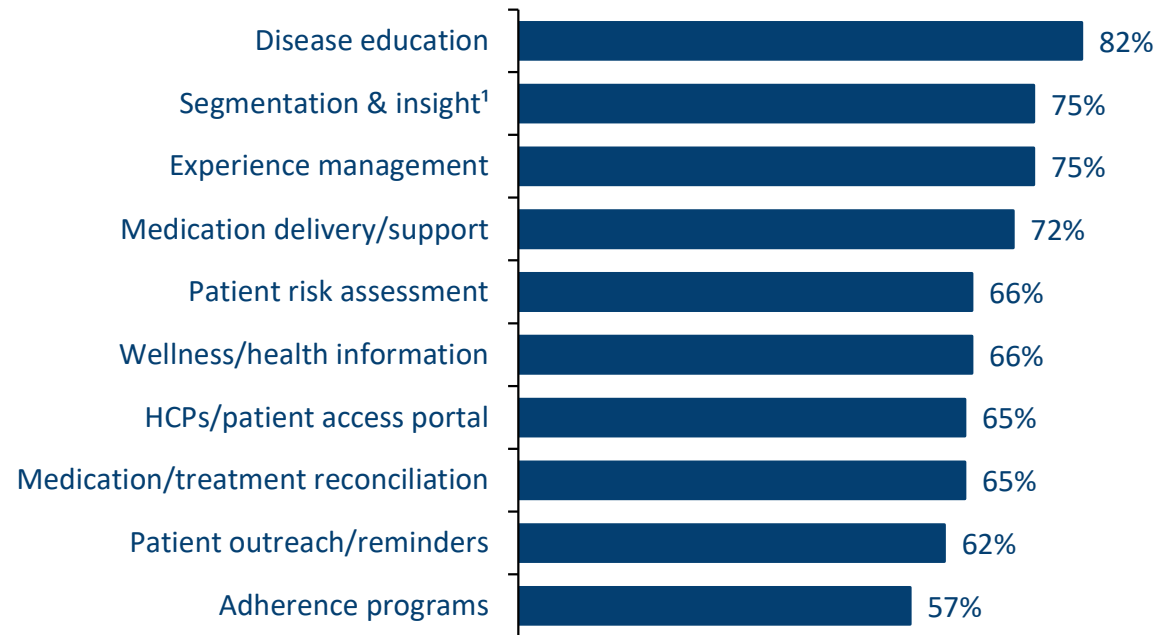 Disease education 82%
Segmentation & insight¹ 75%
Experience management 75%
Medication delivery/support 72%
Patient risk assessment 66%
Wellness/health information 66%
HCPs/patient access portal 65%
Medication/treatment reconciliation 65%
Patient outreach/reminders 62%
Adherence programs 57%